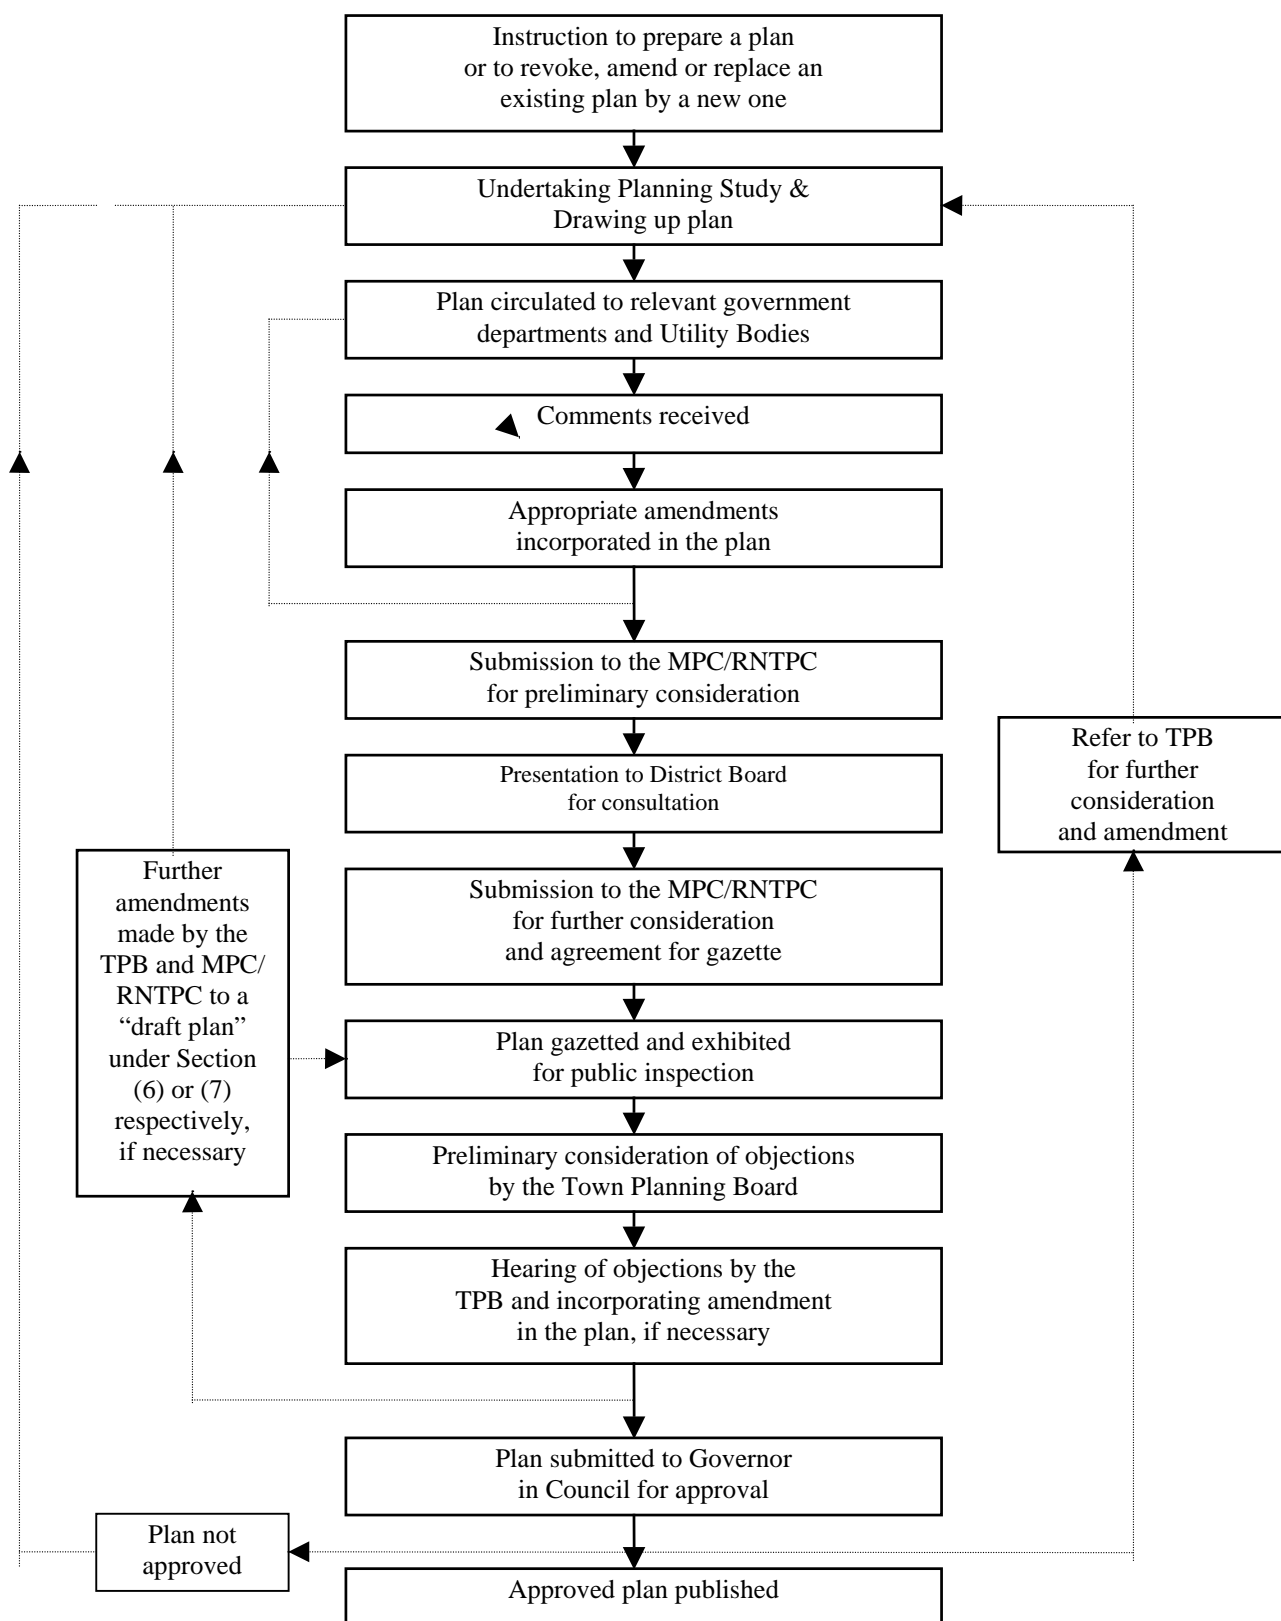 Instruction to prepare a plan
or to revoke, amend or replace an
existing plan by a new one
Undertaking Planning Study &
Drawing up plan
Plan circulated to relevant government
departments and Utility Bodies
Comments received
Appropriate amendments
incorporated in the plan
Submission to the MPC/RNTPC
for preliminary consideration
Refer to TPB
for further
consideration
and amendment
Presentation to District Board
for consultation
Further
amendments
made by the
TPB and MPC/
RNTPC to a
“draft plan”
under Section
(6) or (7)
respectively,
if necessary
Submission to the MPC/RNTPC
for further consideration
and agreement for gazette
Plan gazetted and exhibited
for public inspection
Preliminary consideration of objections
by the Town Planning Board
Hearing of objections by the
TPB and incorporating amendment
in the plan, if necessary
Plan submitted to Governor
in Council for approval
Plan not
approved
Approved plan published